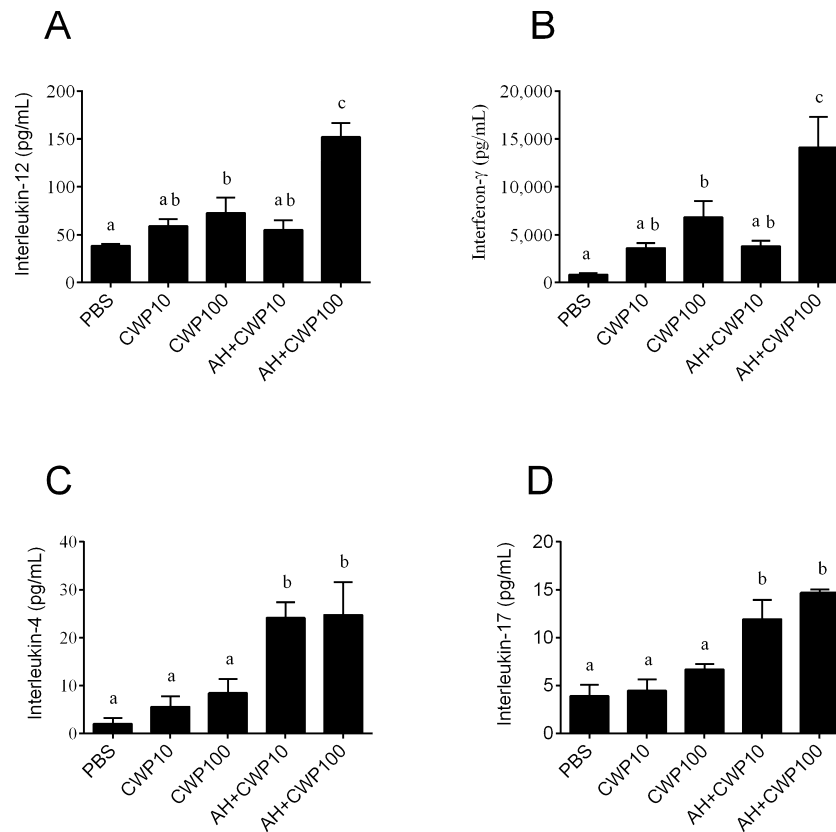 A
Interleukin-12 (pg/mL)
200
150
100
50
0
a
a b
b
a b
c
PBS
CWP10
CWP100
AH+CWP10
AH+CWP100
B
Interferon-γ (pg/mL)
20,000
15,000
10,000
5,000
0
a
a b
b
a b
c
PBS
CWP10
CWP100
AH+CWP10
AH+CWP100
C
Interleukin-4 (pg/mL)
40
30
20
10
0
a
a
a
b
b
PBS
CWP10
CWP100
AH+CWP10
AH+CWP100
D
Interleukin-17 (pg/mL)
20
15
10
5
0
a
a
a
b
b
PBS
CWP10
CWP100
AH+CWP10
AH+CWP100